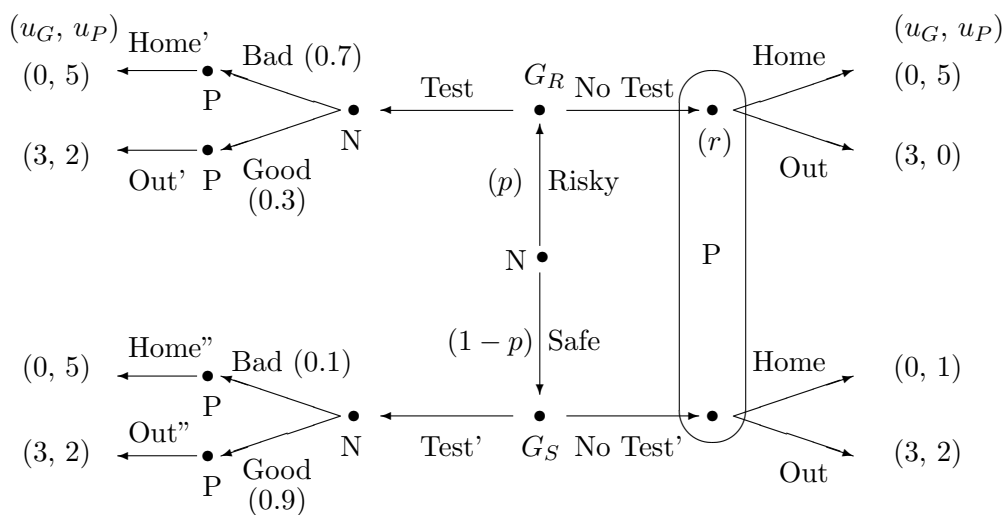 (u_G, u_P) (u_G, u_P)
Home' Bad (0.7) Test G_R No Test Home
(0, 5) P (0, 5)
N (r)
(3, 2) Out' P Good (3, 0)
(0.3) (p) Risky Out
N P
(1 − p) Safe
Home" Bad (0.1) Home
(0, 5) P (0, 1)
N Test' G_S No Test'
(3, 2) Out" P Good (3, 2)
(0.9) Out